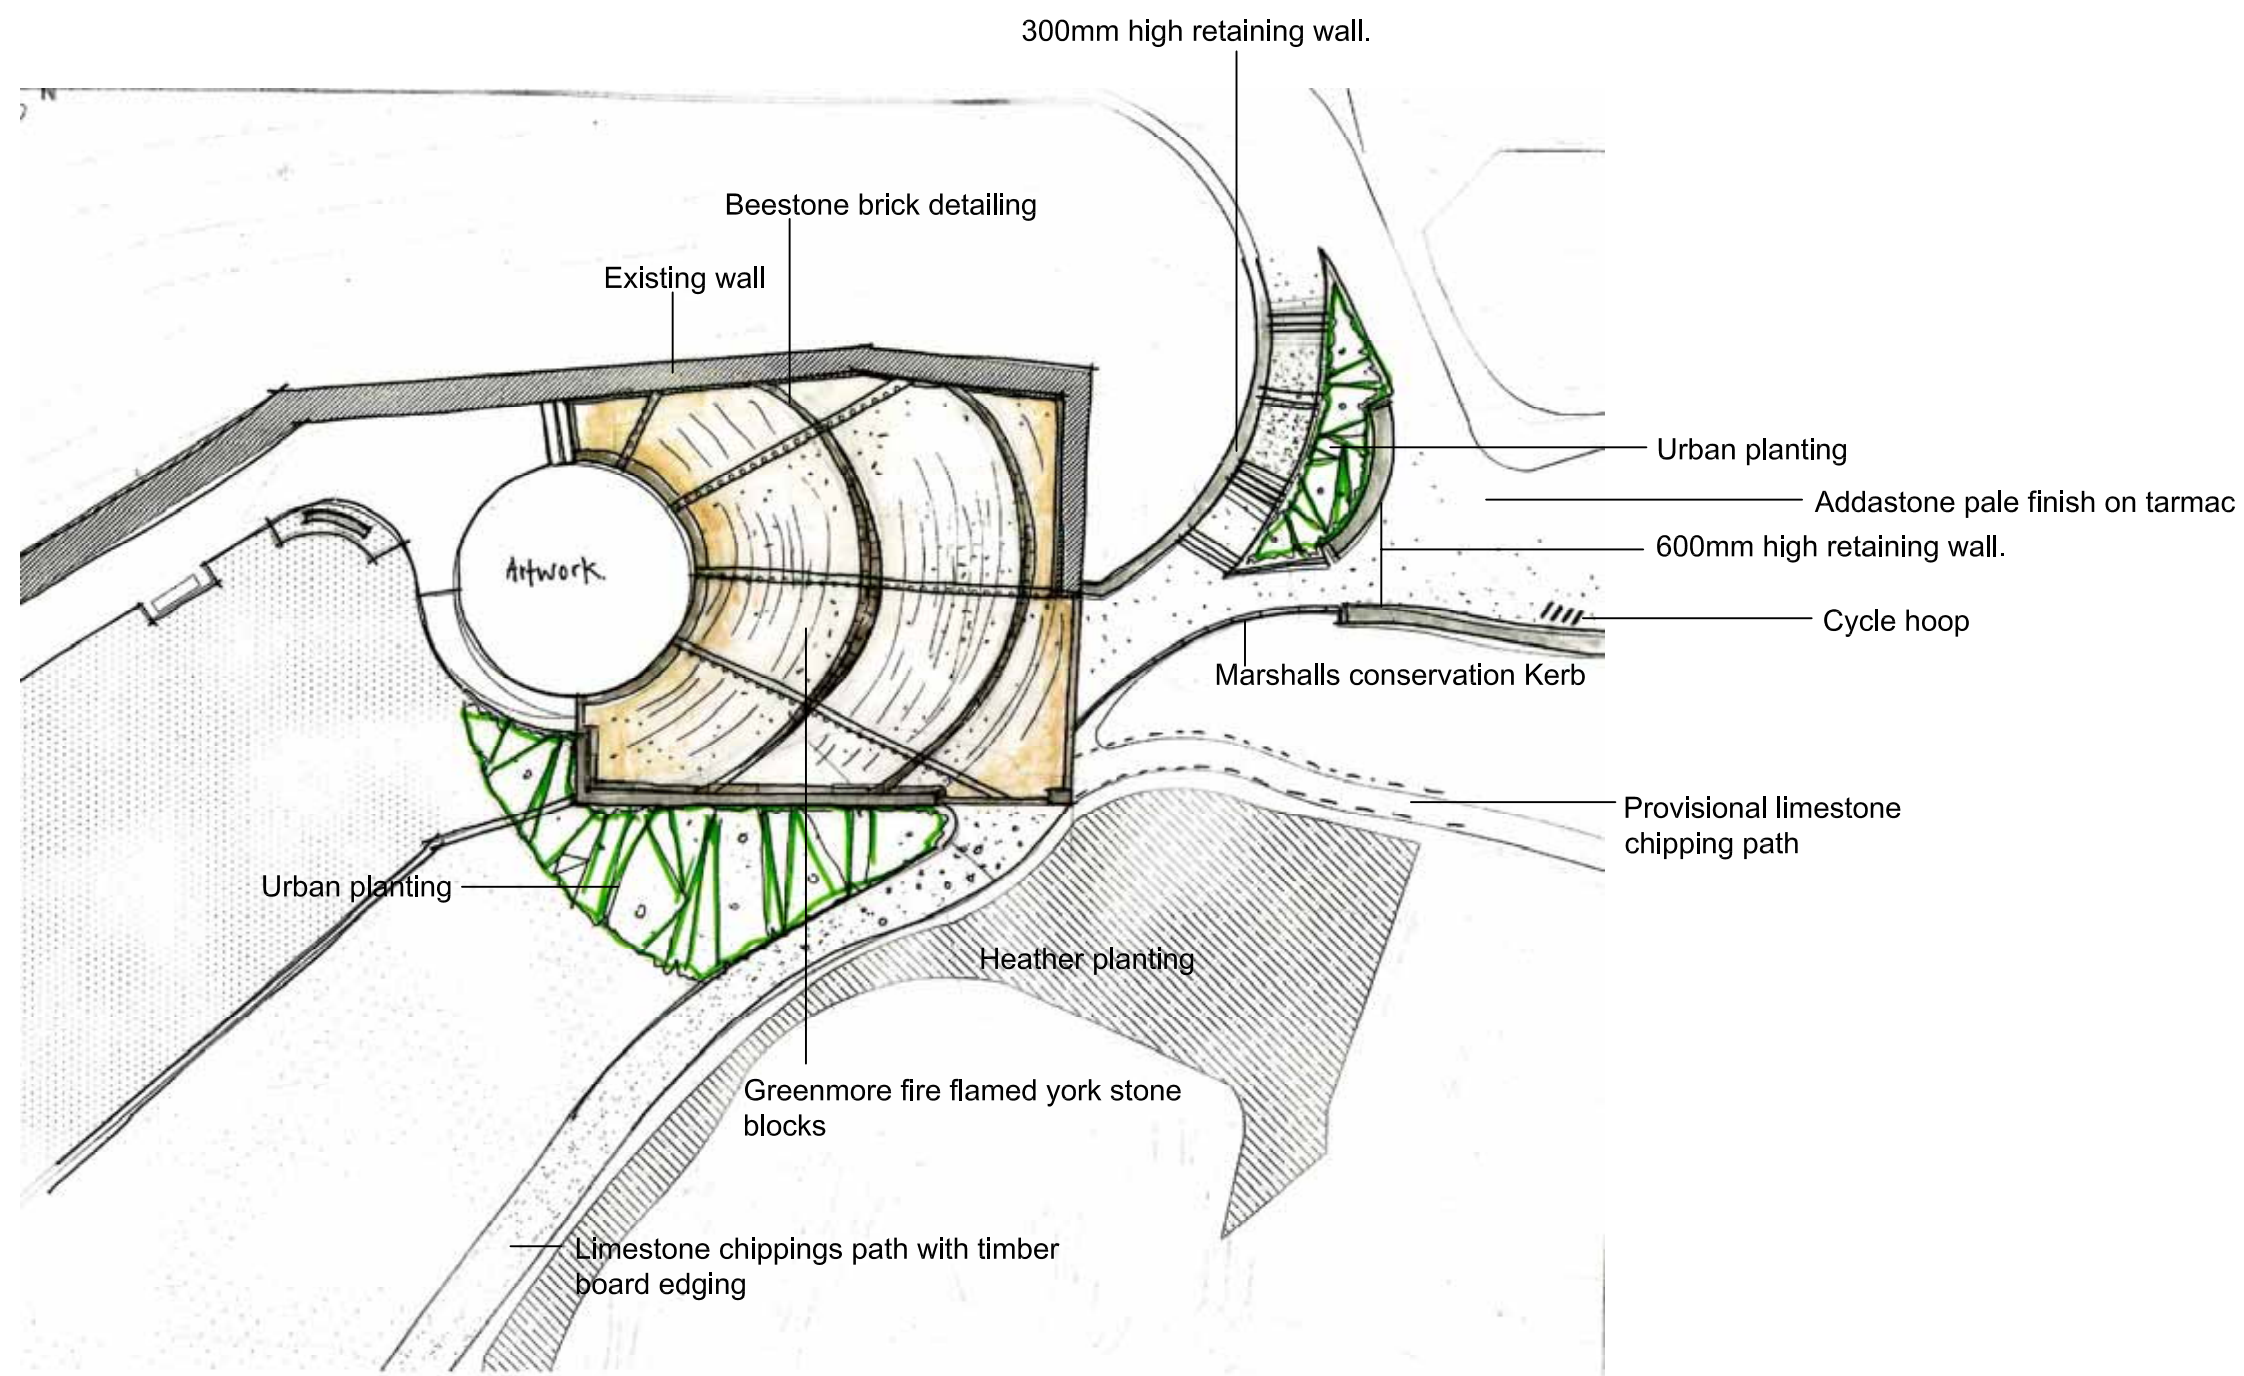 300mm high retaining wall.
N
Beestone brick detailing
Existing wall
Urban planting
Addastone pale finish on tarmac
600mm high retaining wall.
Artwork.
Cycle hoop
Marshalls conservation Kerb
Provisional limestone
chipping path
Urban planting
Heather planting
Greenmore fire flamed york stone
blocks
Limestone chippings path with timber
board edging